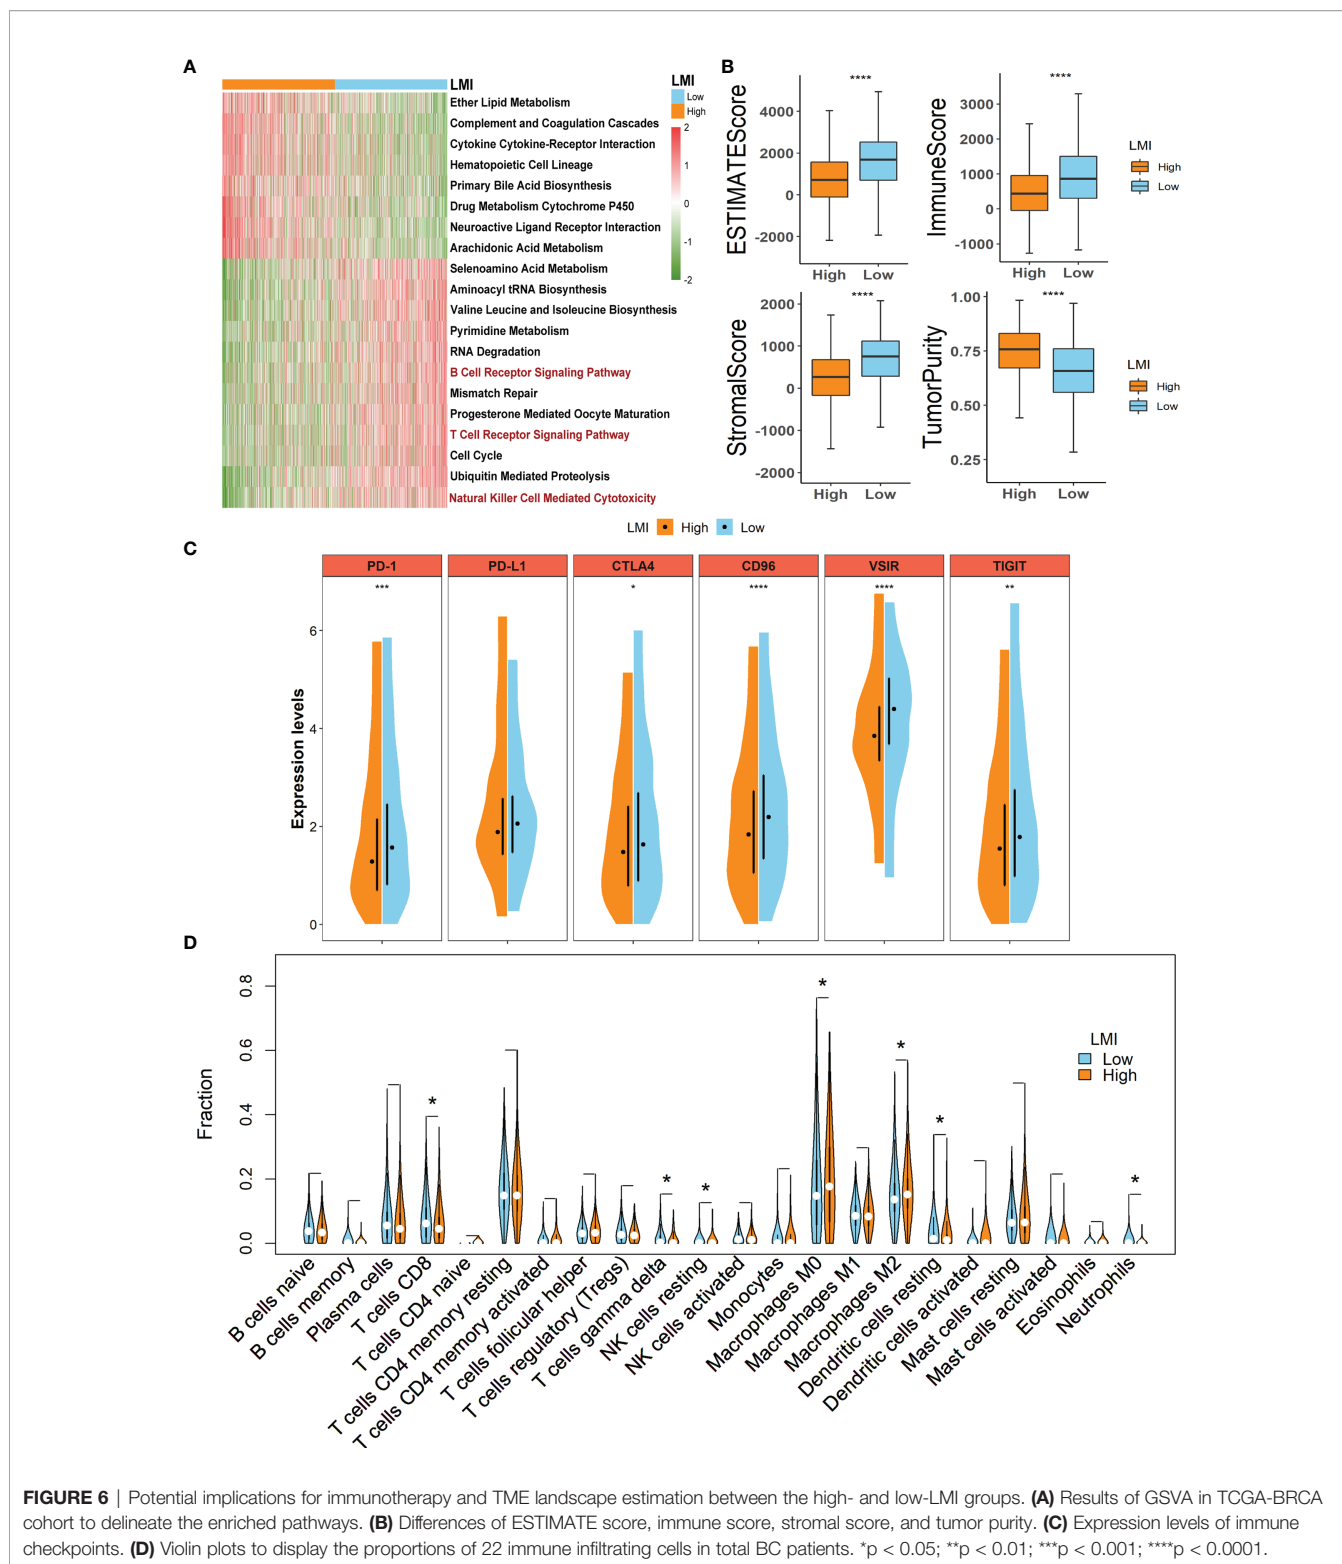 A
LMI
Ether Lipid Metabolism
Complement and Coagulation Cascades
Cytokine Cytokine-Receptor Interaction
Hematopoietic Cell Lineage
Primary Bile Acid Biosynthesis
Drug Metabolism Cytochrome P450
Neuroactive Ligand Receptor Interaction
Arachidonic Acid Metabolism
Selenoamino Acid Metabolism
Aminoacyl tRNA Biosynthesis
Valine Leucine and Isoleucine Biosynthesis
Pyrimidine Metabolism
RNA Degradation
B Cell Receptor Signaling Pathway
Mismatch Repair
Progesterone Mediated Oocyte Maturation
T Cell Receptor Signaling Pathway
Cell Cycle
Ubiquitin Mediated Proteolysis
Natural Killer Cell Mediated Cytotoxicity
LMI
Low
High
2
1
0
-1
-2
B
ESTIMATEScore
4000
2000
0
-2000
****
High Low
ImmuneScore
3000
2000
1000
0
-1000
****
High Low
LMI
High
Low
StromalScore
2000
1000
0
-1000
-2000
****
High Low
TumorPurity
1.00
0.75
0.50
0.25
****
High Low
LMI
High
Low
C
LMI High Low
PD-1 PD-L1 CTLA4 CD96 VSIR TIGIT
*** * **** **** **
Expression levels
6
4
2
0
D
Fraction
0.8
0.6
0.4
0.2
0.0
* * * * * * *
LMI
Low
High
B cells naive
B cells memory
Plasma cells
T cells CD8
T cells CD4 naive
T cells CD4 memory resting
T cells CD4 memory activated
T cells follicular helper
T cells regulatory (Tregs)
T cells gamma delta
NK cells resting
NK cells activated
Monocytes
Macrophages M0
Macrophages M1
Macrophages M2
Dendritic cells resting
Dendritic cells activated
Mast cells resting
Mast cells activated
Eosinophils
Neutrophils
FIGURE 6 | Potential implications for immunotherapy and TME landscape estimation between the high- and low-LMI groups. (A) Results of GSVA in TCGA-BRCA
cohort to delineate the enriched pathways. (B) Differences of ESTIMATE score, immune score, stromal score, and tumor purity. (C) Expression levels of immune
checkpoints. (D) Violin plots to display the proportions of 22 immune infiltrating cells in total BC patients. *p < 0.05; **p < 0.01; ***p < 0.001; ****p < 0.0001.